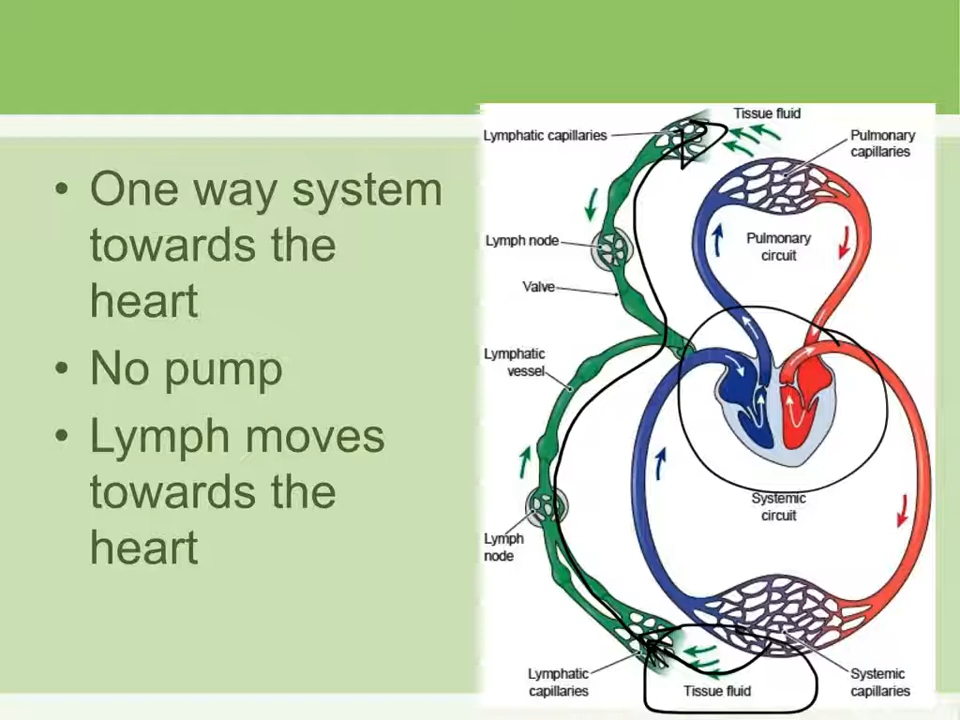 • One way system
towards the
heart
• No pump
• Lymph moves
towards the
heart
Tissue fluid
Lymphatic capillaries
Pulmonary
capillaries
Lymph node
Pulmonary
circuit
Valve
Lymphatic
vessel
Systemic
circuit
Lymph
node
Lymphatic
capillaries
Tissue fluid
Systemic
capillaries